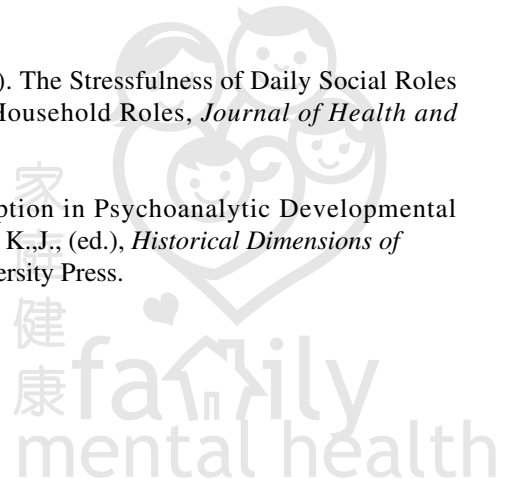 ). The Stressfulness of Daily Social Roles
Household Roles, Journal of Health and
ption in Psychoanalytic Developmental
K.,J., (ed.), Historical Dimensions of
ersity Press.
家
庭
健
康
family
mental health